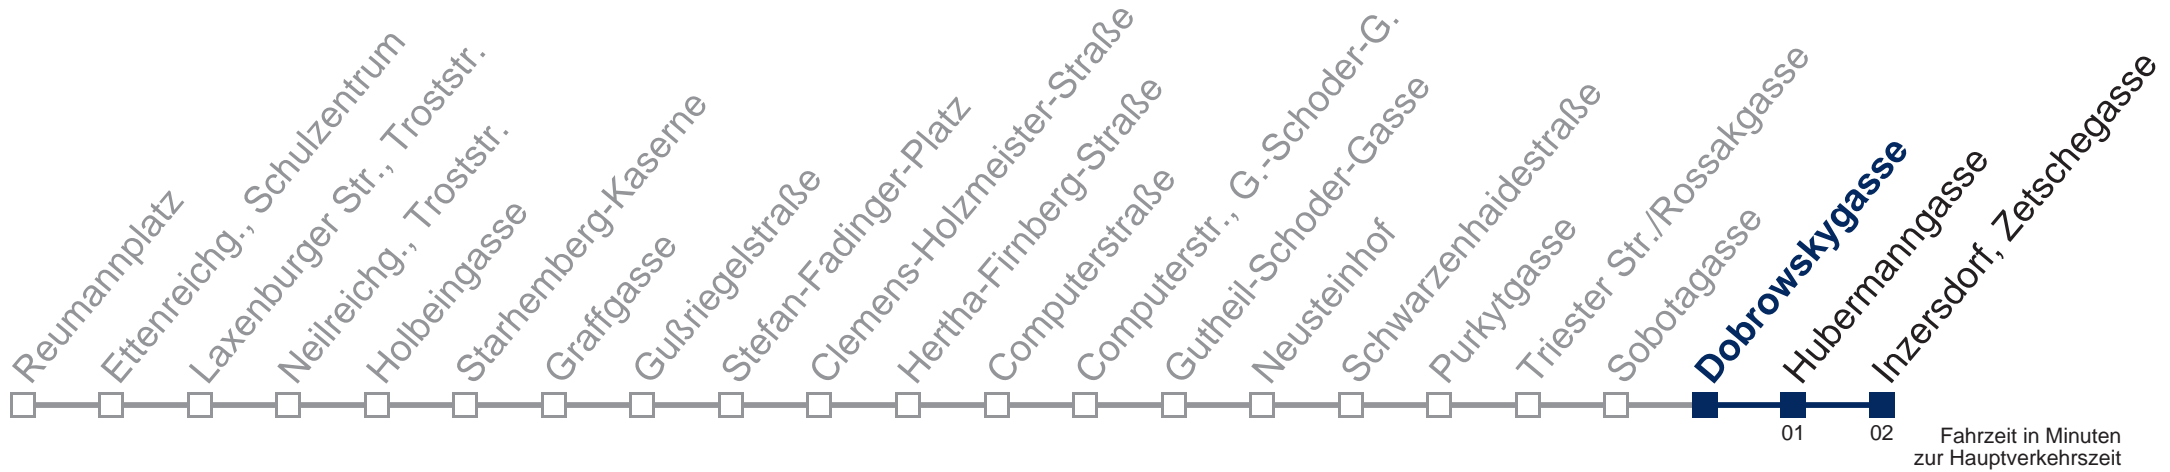 Reumannplatz
Ettenreichg., Schulzentrum
Laxenburger Str., Troststr.
Neilreichg., Troststr.
Holbeingasse
Starhemberg-Kaserne
Graffgasse
Gußriegelstraße
Stefan-Fadinger-Platz
Clemens-Holzmeister-Straße
Hertha-Firnberg-Straße
Computerstraße
Computerstr., G.-Schoder-G.
Gutheil-Schoder-Gasse
Neusteinhof
Schwarzenhaidestraße
Purkytgasse
Triester Str./Rossakgasse
Sobotagasse
Dobrowskygasse
Hubermanngasse
Inzersdorf, Zetschegasse
01
02
Fahrzeit in Minuten
zur Hauptverkehrszeit